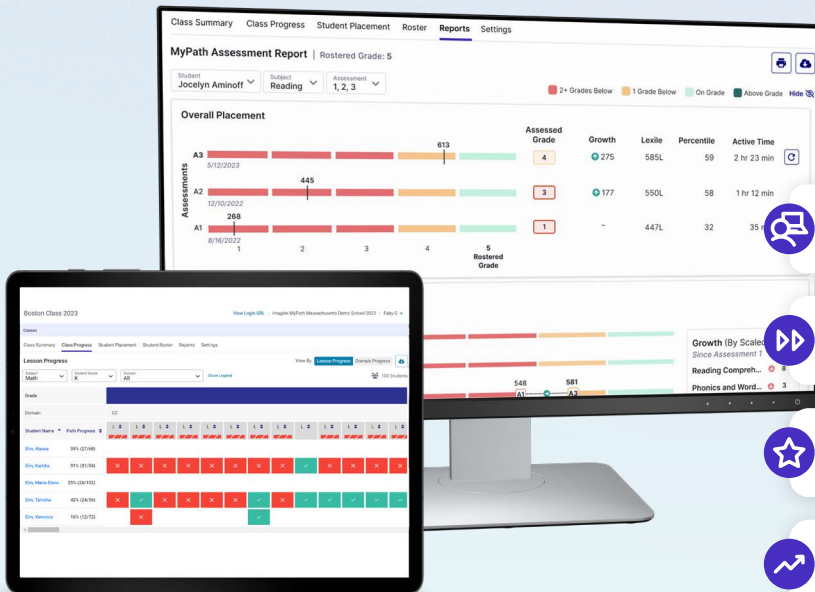 Class Summary Class Progress Student Placement Roster Reports Settings
MyPath Assessment Report | Rostered Grade: 5
Student Jocelyn Aminoff Subject Reading Assessment 1, 2, 3
2+ Grades Below 1 Grade Below On Grade Above Grade Hide
Overall Placement
Assessed Grade Growth Lexile Percentile Active Time
Assessments
A3 613 4 275 585L 59 2 hr 23 min
5/12/2023
A2 445 3 177 550L 58 1 hr 12 min
12/10/2022
A1 268 1 - 447L 32 35
8/16/2022
1 2 3 4 5
Rostered
Grade
Growth (By Scaled
Since Assessment 1
Reading Compreh... 8
Phonics and Word... 3
548 581
A1 A3
Boston Class 2023 View Login URL Imagine MyPath Massachusetts Demo School 2023
Classes
Class Summary Class Progress Student Placement Student Roster Reports Settings
Lesson Progress View By Lesson Progress Domain Progress
Subject Math Student Grade K Domain All Show Legend 100 Students
Grade
Domain CC
Student Name Path Progress L L L L L L L L L L L L
Elm, Alyssa 39% (27/68)
Elm, Kartika 91% (31/34)
Elm, Maria Elena 25% (26/102)
Elm, Tatiana 42% (24/56)
Elm, Veronica 16% (12/72)